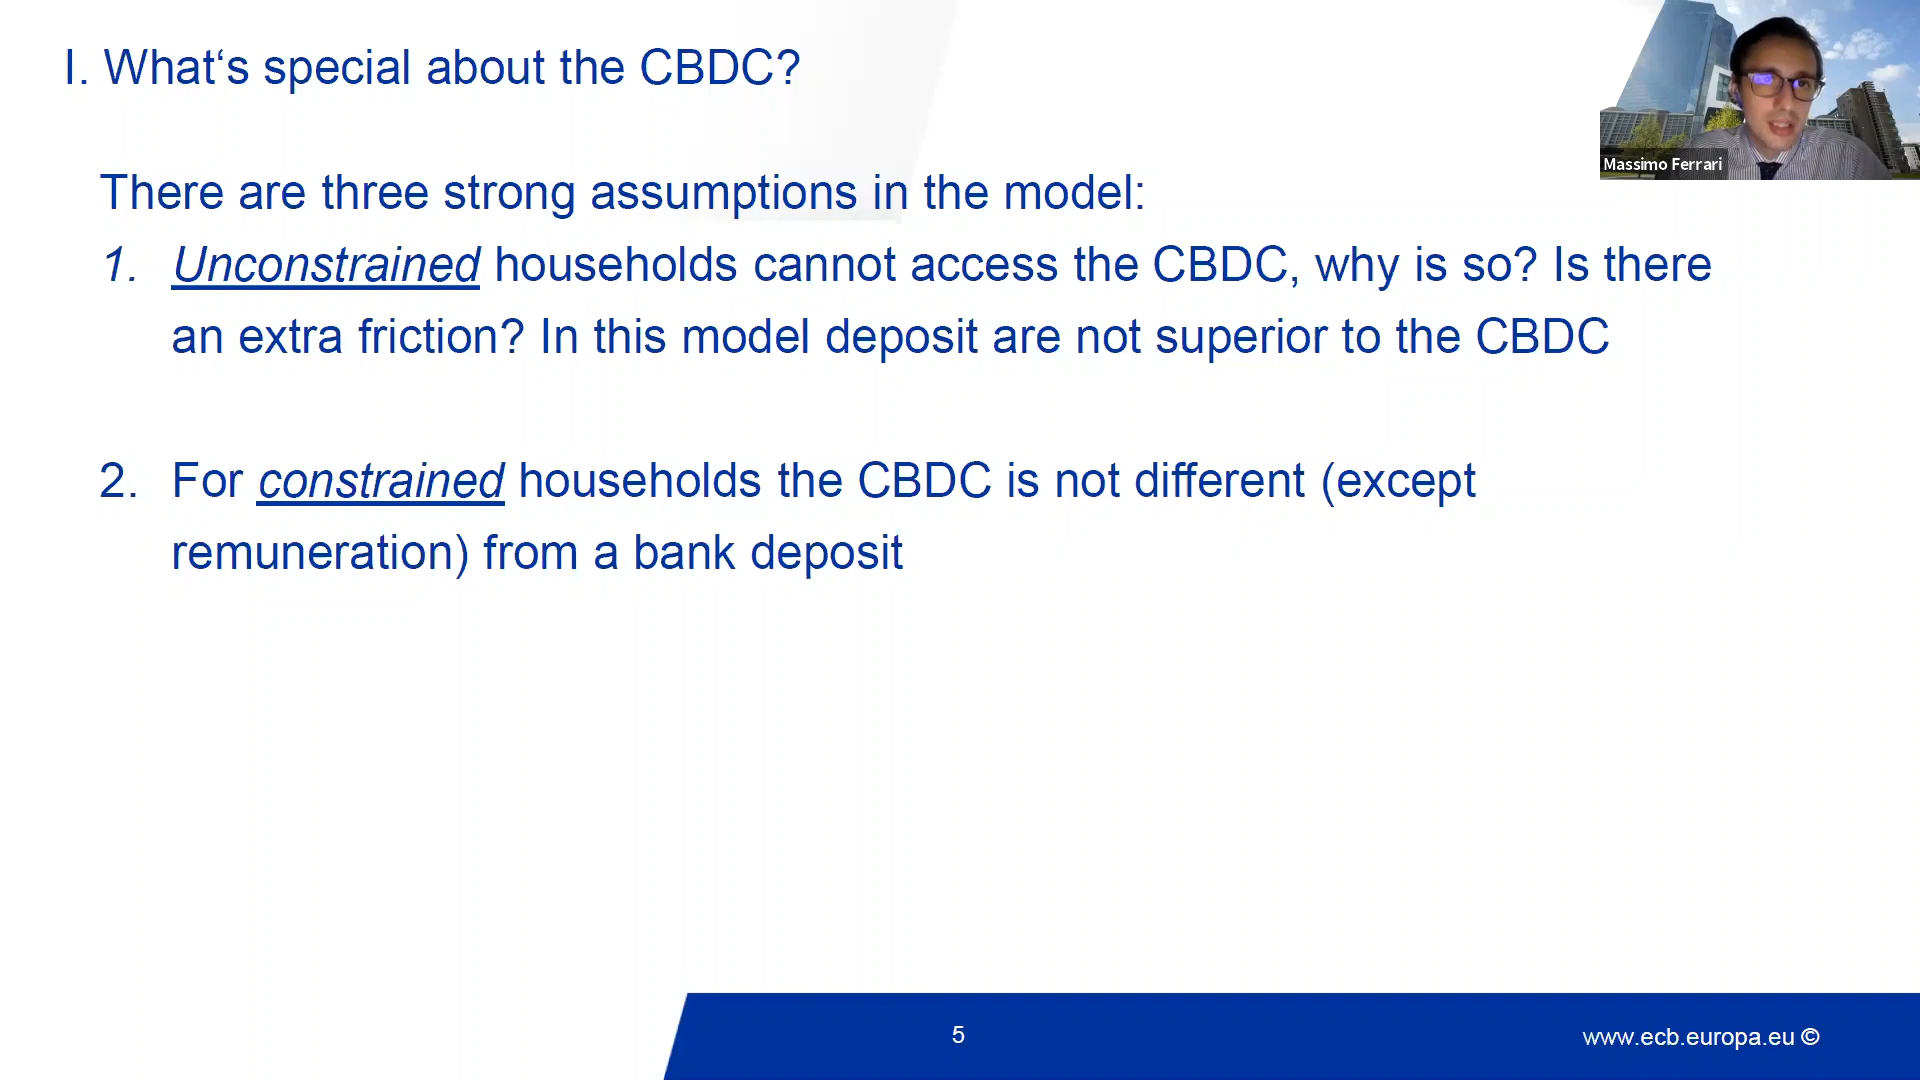 I. What‘s special about the CBDC?
Massimo Ferrari
There are three strong assumptions in the model:
1. Unconstrained households cannot access the CBDC, why is so? Is there
an extra friction? In this model deposit are not superior to the CBDC
2. For constrained households the CBDC is not different (except
remuneration) from a bank deposit
5
www.ecb.europa.eu ©